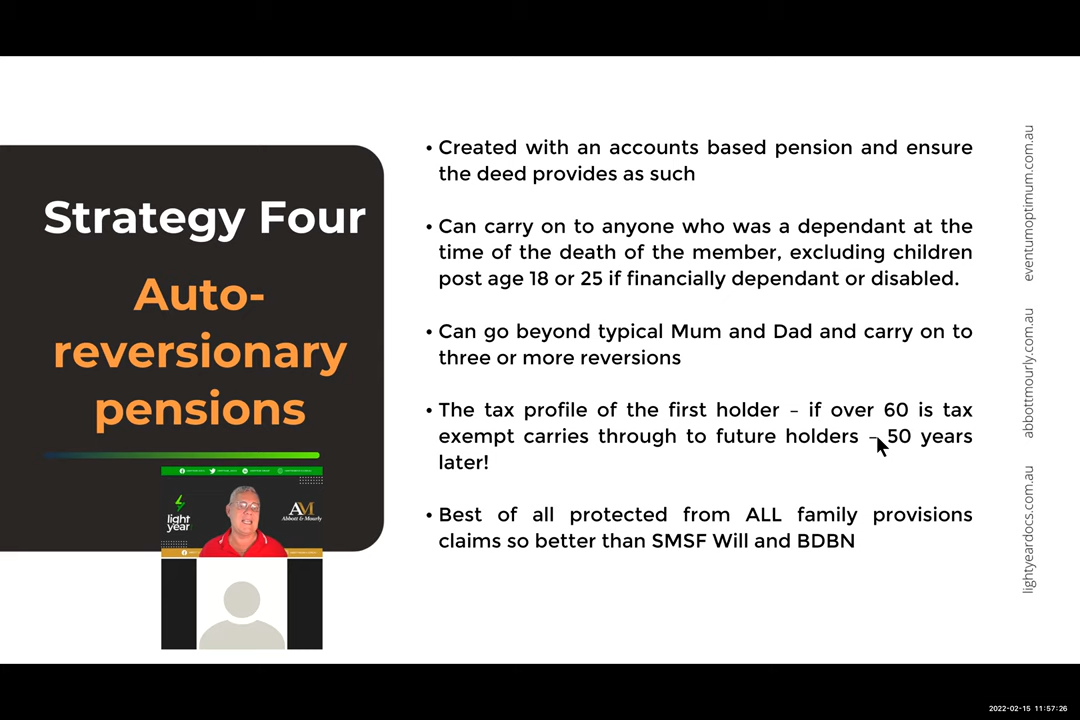 Strategy Four
Auto-
reversionary
pensions
• Created with an accounts based pension and ensure
the deed provides as such
• Can carry on to anyone who was a dependant at the
time of the death of the member, excluding children
post age 18 or 25 if financially dependant or disabled.
• Can go beyond typical Mum and Dad and carry on to
three or more reversions
• The tax profile of the first holder – if over 60 is tax
exempt carries through to future holders – 50 years
later!
• Best of all protected from ALL family provisions
claims so better than SMSF Will and BDBN
eventumoptimum.com.au
abbottmourly.com.au
lightyeardocs.com.au
light
year
AM
Abbott & Mourly
2022-02-15 11:57:26